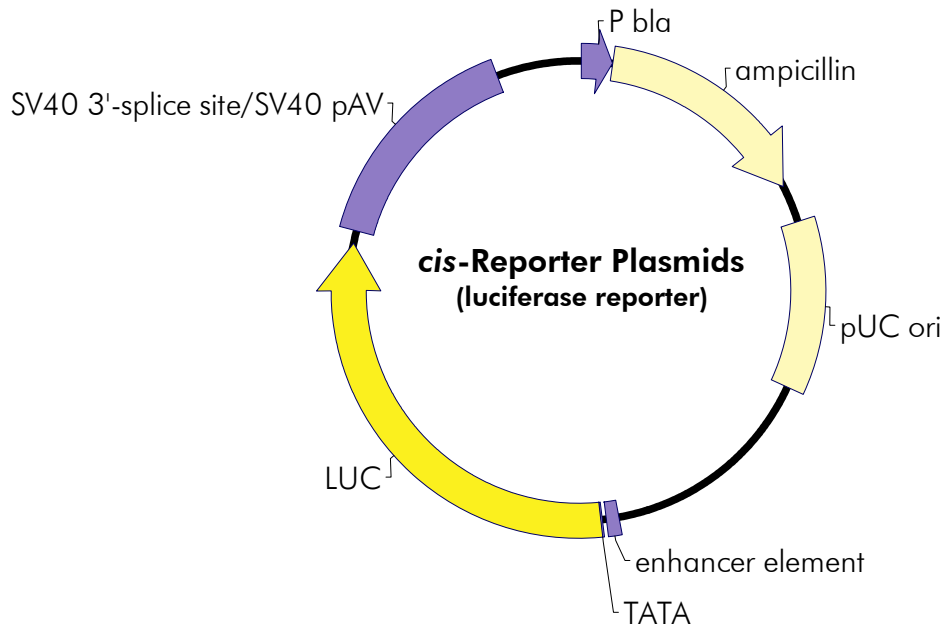 P bla
ampicillin
SV40 3'-splice site/SV40 pAV
cis-Reporter Plasmids
(luciferase reporter)
pUC ori
LUC
enhancer element
TATA